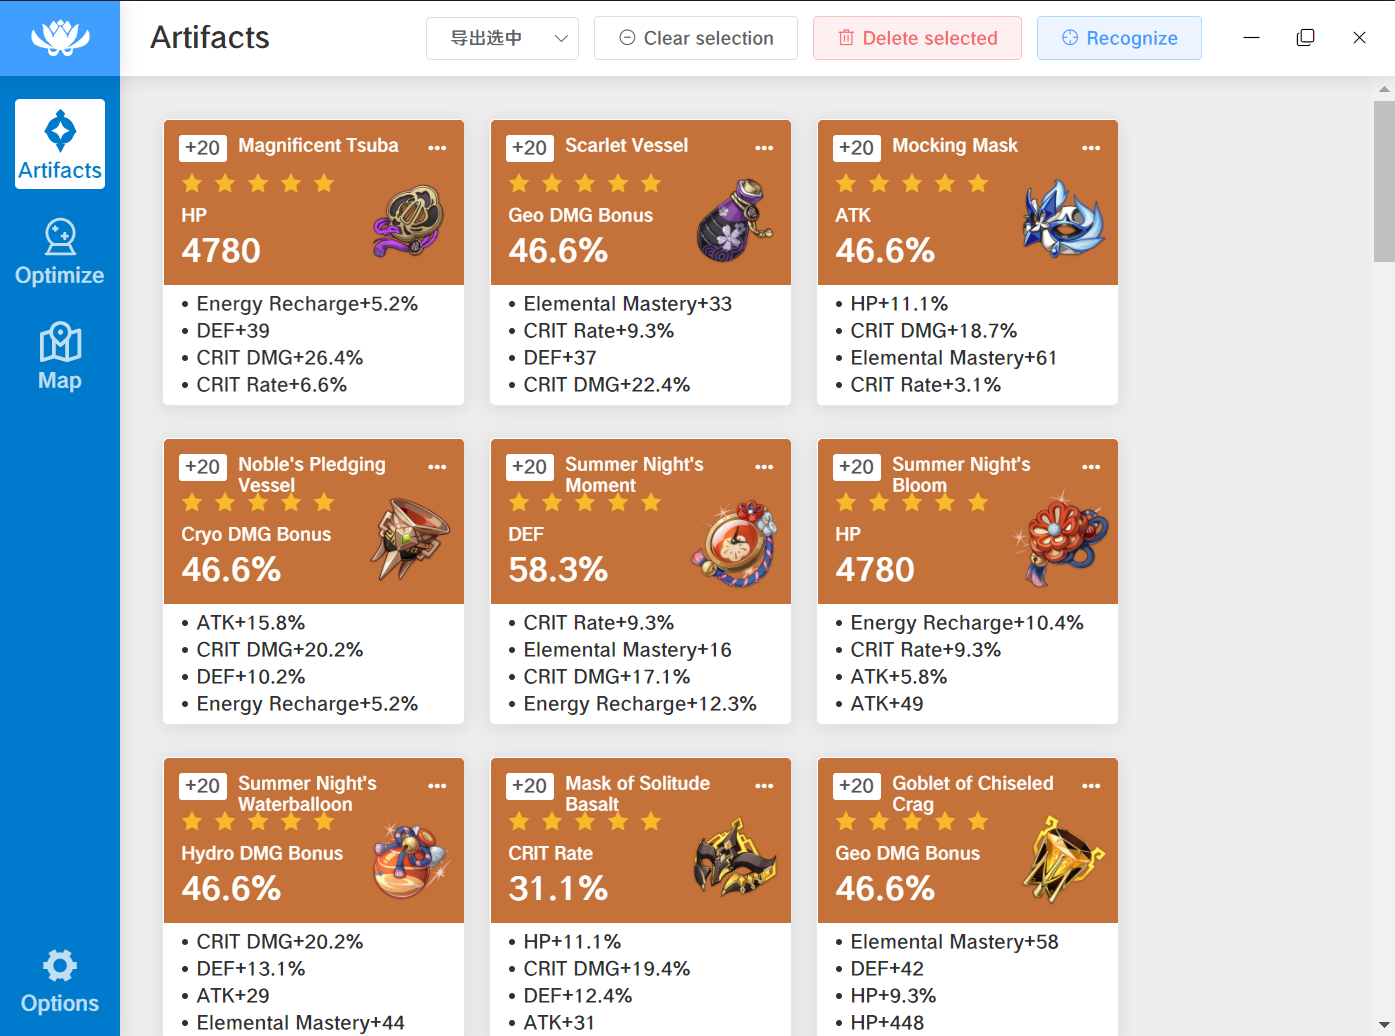 Artifacts
导出选中
Clear selection
Delete selected
Recognize
Artifacts
Optimize
Map
Options
+20 Magnificent Tsuba
HP
4780
• Energy Recharge+5.2%
• DEF+39
• CRIT DMG+26.4%
• CRIT Rate+6.6%
+20 Scarlet Vessel
Geo DMG Bonus
46.6%
• Elemental Mastery+33
• CRIT Rate+9.3%
• DEF+37
• CRIT DMG+22.4%
+20 Mocking Mask
ATK
46.6%
• HP+11.1%
• CRIT DMG+18.7%
• Elemental Mastery+61
• CRIT Rate+3.1%
+20 Noble's Pledging
Vessel
Cryo DMG Bonus
46.6%
• ATK+15.8%
• CRIT DMG+20.2%
• DEF+10.2%
• Energy Recharge+5.2%
+20 Summer Night's
Moment
DEF
58.3%
• CRIT Rate+9.3%
• Elemental Mastery+16
• CRIT DMG+17.1%
• Energy Recharge+12.3%
+20 Summer Night's
Bloom
HP
4780
• Energy Recharge+10.4%
• CRIT Rate+9.3%
• ATK+5.8%
• ATK+49
+20 Summer Night's
Waterballoon
Hydro DMG Bonus
46.6%
• CRIT DMG+20.2%
• DEF+13.1%
• ATK+29
• Elemental Mastery+44
+20 Mask of Solitude
Basalt
CRIT Rate
31.1%
• HP+11.1%
• CRIT DMG+19.4%
• DEF+12.4%
• ATK+31
+20 Goblet of Chiseled
Crag
Geo DMG Bonus
46.6%
• Elemental Mastery+58
• DEF+42
• HP+9.3%
• HP+448